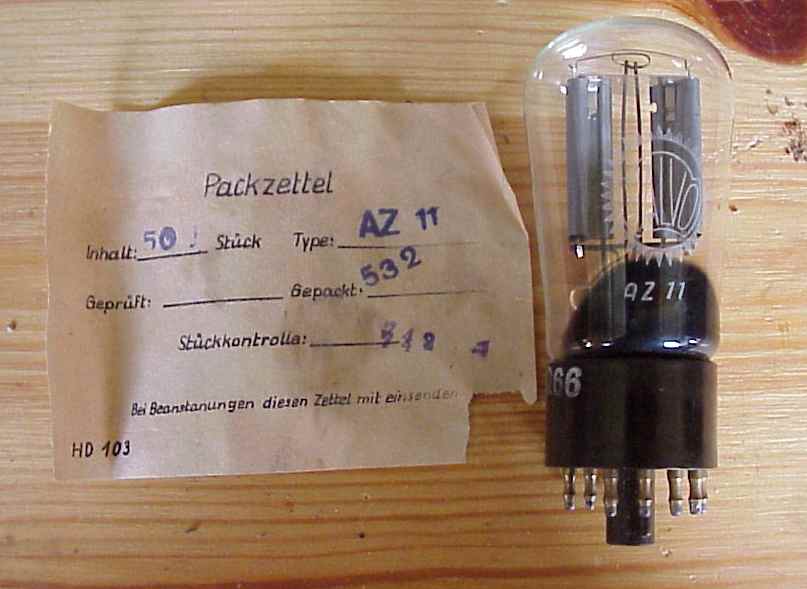 Packzettel
Inhalt: 50 Stück Type: AZ 11
Geprüft: Gepackt: 532
Stückkontrolle:
Bei Beanstanungen diesen Zettel mit einsenden
HD 103
AZ 11
66